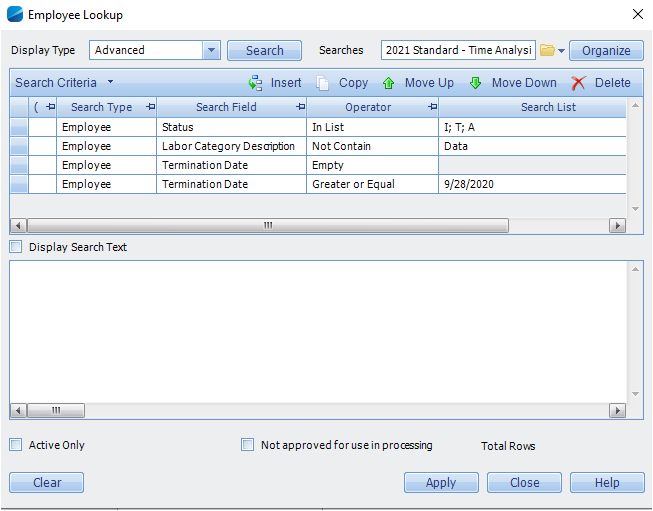 Employee Lookup
Display Type Advanced Search Searches 2021 Standard - Time Analysi Organize
Search Criteria Insert Copy Move Up Move Down Delete
( Search Type Search Field Operator Search List
Employee Status In List I; T; A
Employee Labor Category Description Not Contain Data
Employee Termination Date Empty
Employee Termination Date Greater or Equal 9/28/2020
Display Search Text
Active Only Not approved for use in processing Total Rows
Clear Apply Close Help